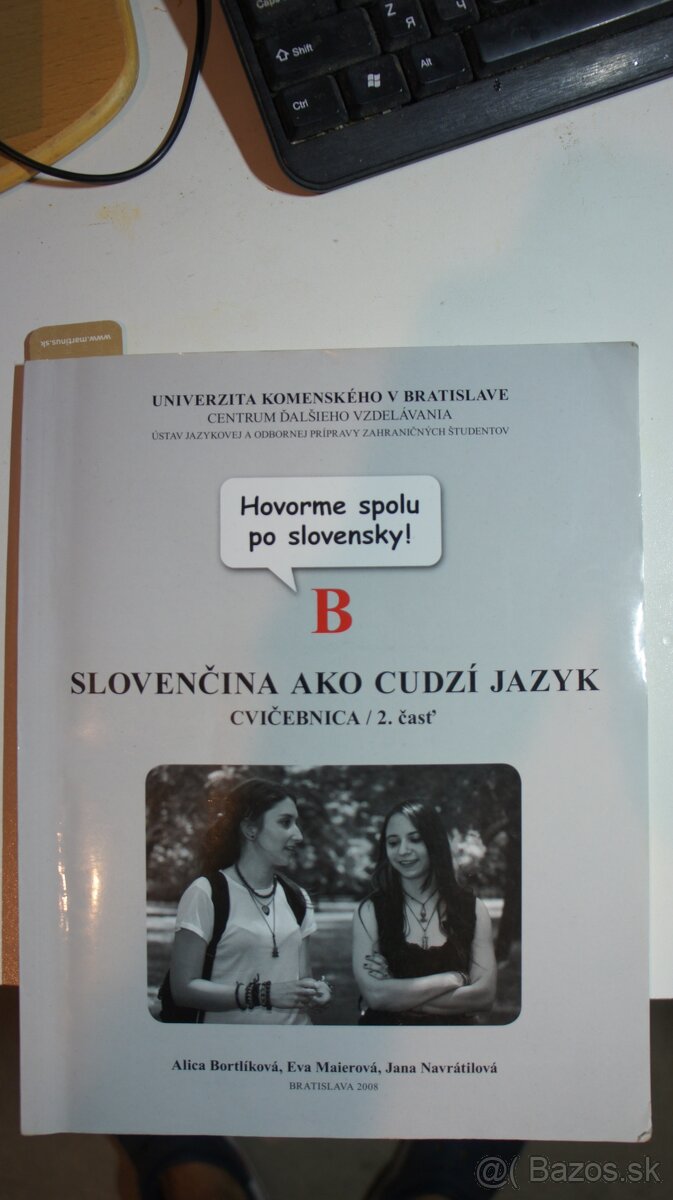 Caps
Z
Я
Ч
Shift
Alt
Ctrl
www.martinus.sk
UNIVERZITA KOMENSKÉHO V BRATISLAVE
CENTRUM ĎALŠIEHO VZDELÁVANIA
ÚSTAV JAZYKOVEJ A ODBORNEJ PRÍPRAVY ZAHRANIČNÝCH ŠTUDENTOV
Hovorme spolu
po slovensky!
B
SLOVENČINA AKO CUDZÍ JAZYK
CVIČEBNICA / 2. časť
Alica Bortlíková, Eva Maierová, Jana Navrátilová
BRATISLAVA 2008
@( Bazos.sk